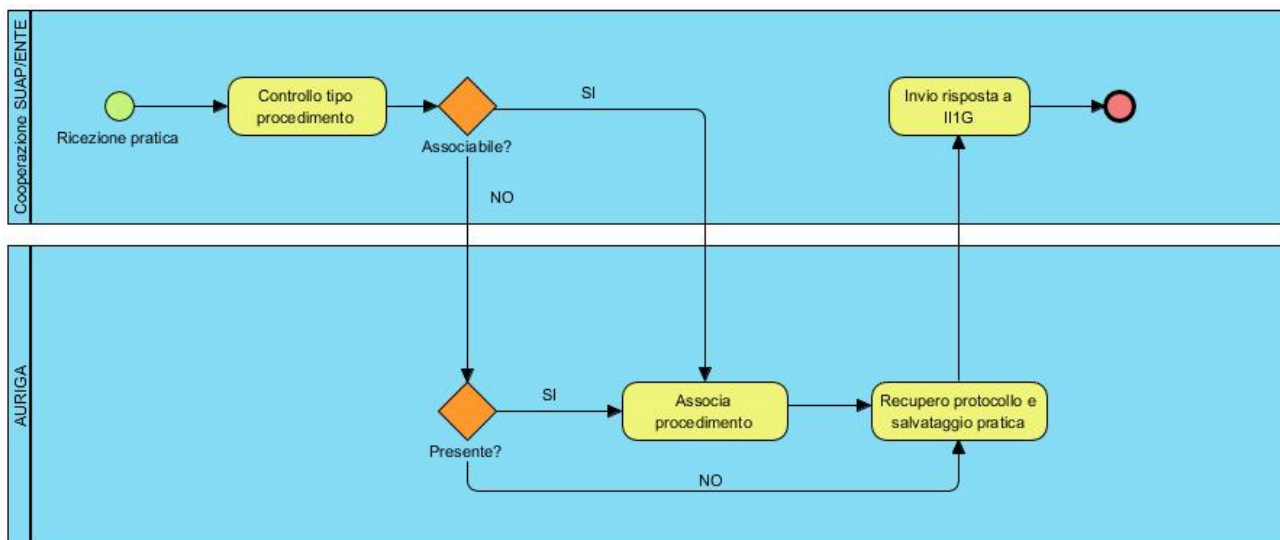 Cooperazione SUAP/ENTE
Ricezione pratica
Controllo tipo
procedimento
Associabile?
SI
NO
Invio risposta a
II1G
AURIGA
Presente?
SI
NO
Associa
procedimento
Recupero protocollo e
salvataggio pratica